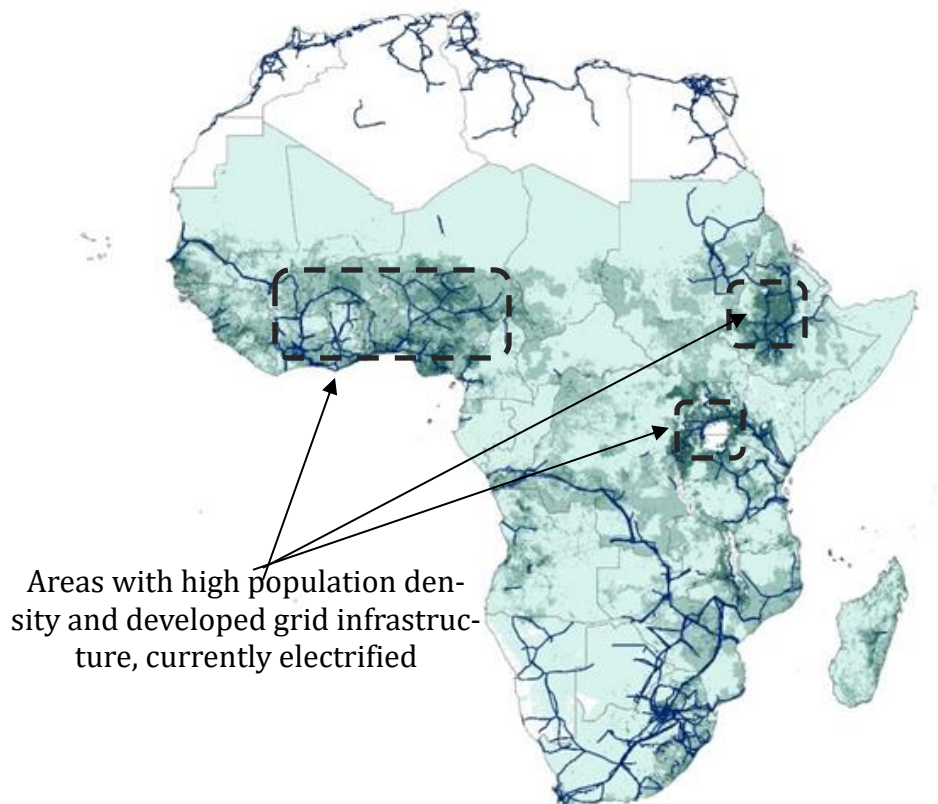 Areas with high population den-
sity and developed grid infrastruc-
ture, currently electrified